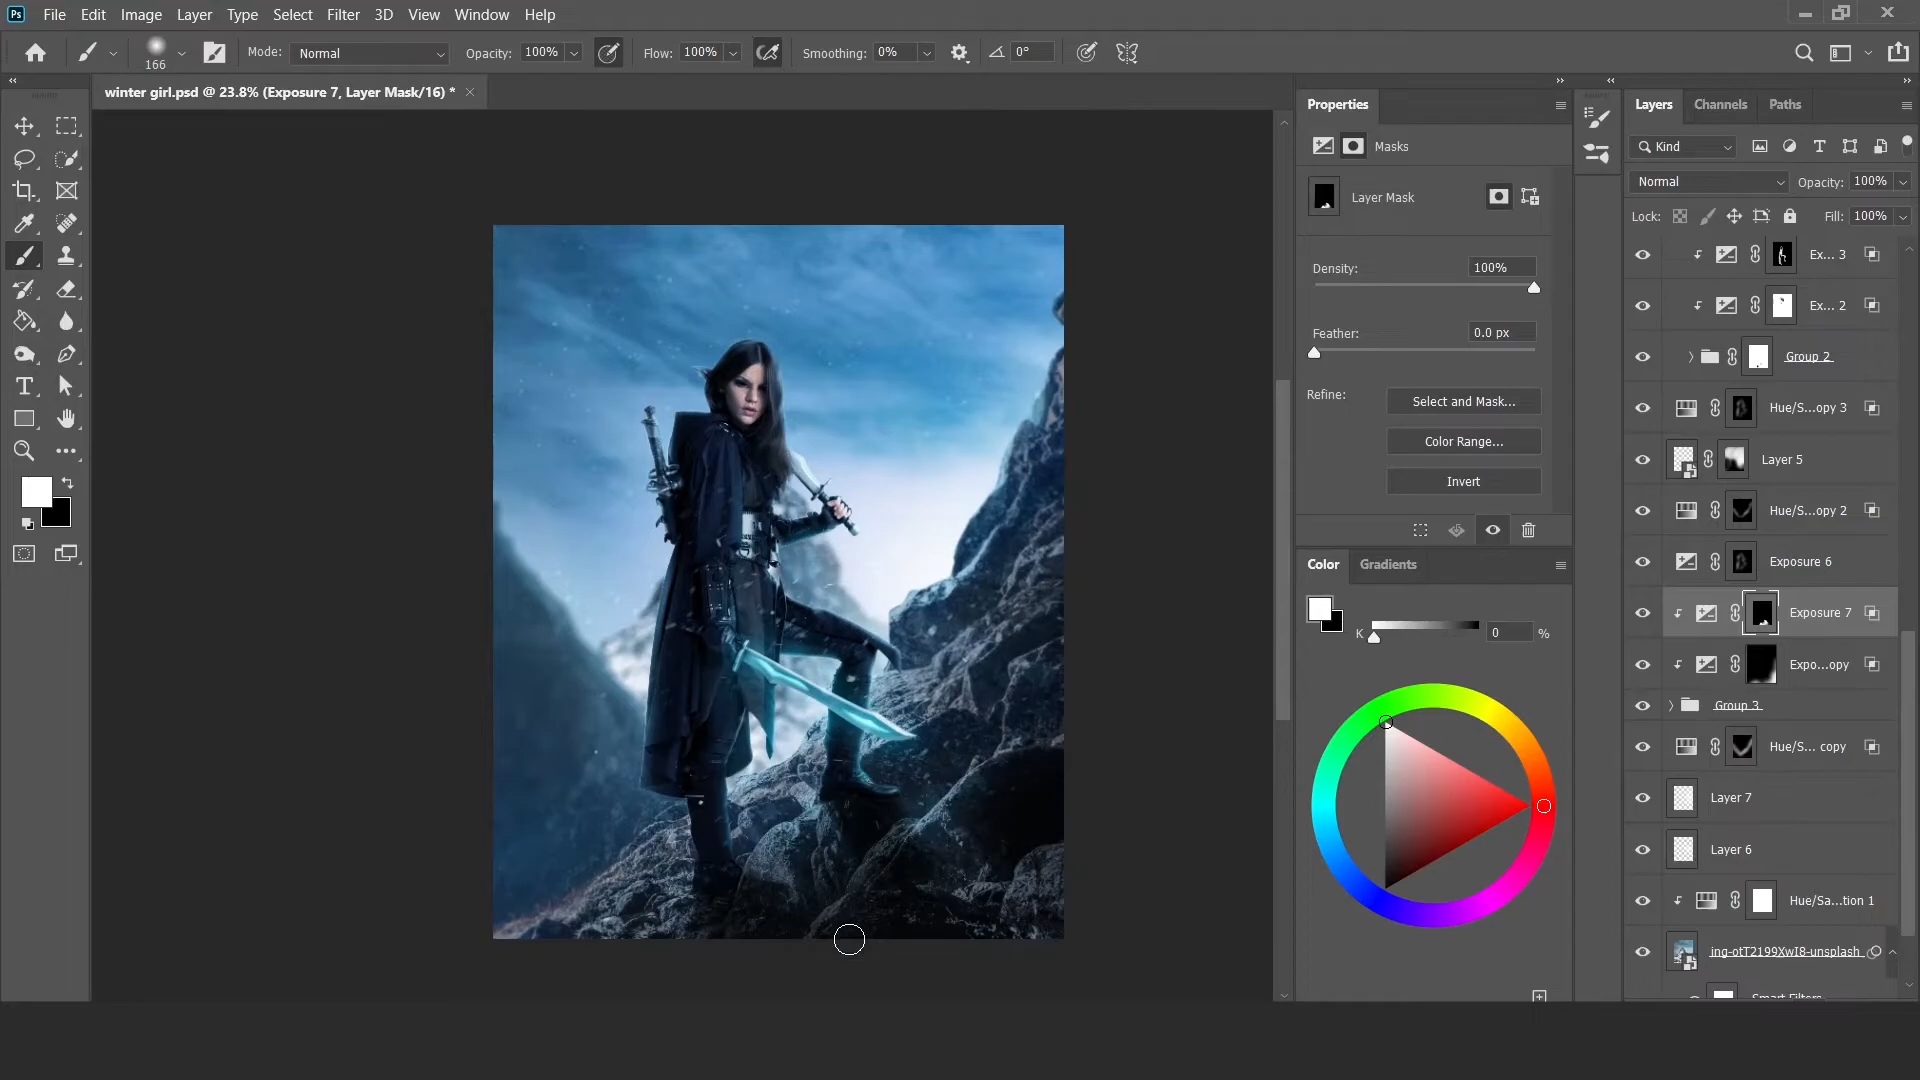 Ps File Edit Image Layer Type Select Filter 3D View Window Help
166 Mode: Normal Opacity: 100% Flow: 100% Smoothing: 0% 0°
winter girl.psd @ 23.8% (Exposure 7, Layer Mask/16) *
Properties
Masks
Layer Mask
Density: 100%
Feather: 0.0 px
Refine: Select and Mask...
Color Range...
Invert
Color Gradients
K 0 %
Layers Channels Paths
Kind
Normal Opacity: 100%
Lock: Fill: 100%
Ex... 3
Ex... 2
Group 2
Hue/S...opy 3
Layer 5
Hue/S...opy 2
Exposure 6
Exposure 7
Expo...opy
Group 3
Hue/S... copy
Layer 7
Layer 6
Hue/Sa...tion 1
ing-otT2199XwI8-unsplash
Smart Filters